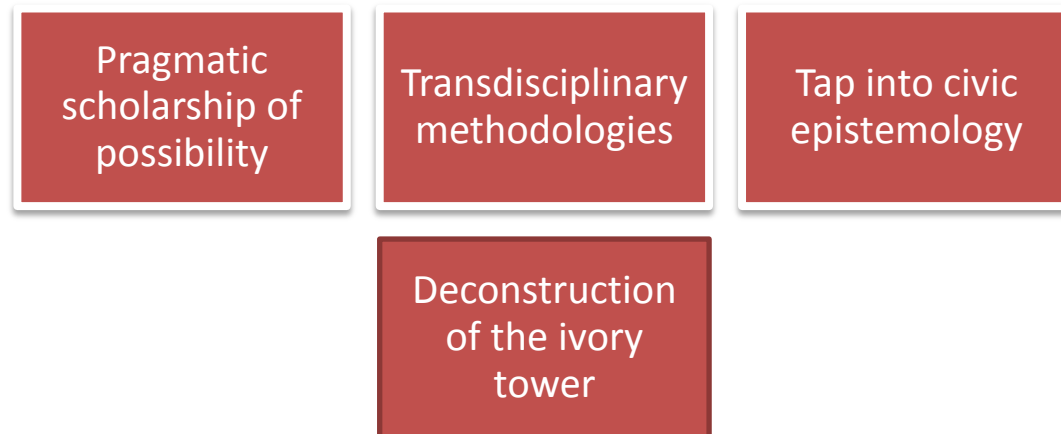 Pragmatic
scholarship of
possibility
Transdisciplinary
methodologies
Tap into civic
epistemology
Deconstruction
of the ivory
tower